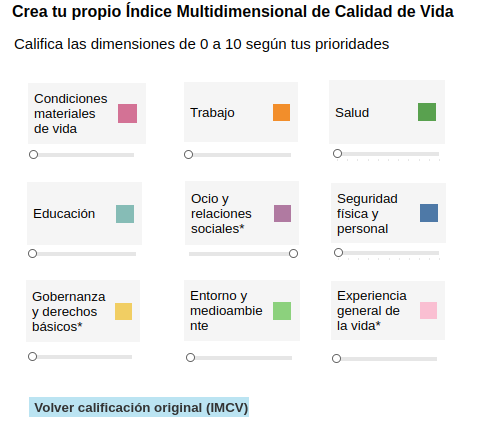 Crea tu propio Índice Multidimensional de Calidad de Vida
Califica las dimensiones de 0 a 10 según tus prioridades
Condiciones
materiales
de vida
Trabajo
Salud
Educación
Ocio y
relaciones
sociales*
Seguridad
física y
personal
Gobernanza
y derechos
básicos*
Entorno y
medioambie
nte
Experiencia
general de
la vida*
Volver calificación original (IMCV)